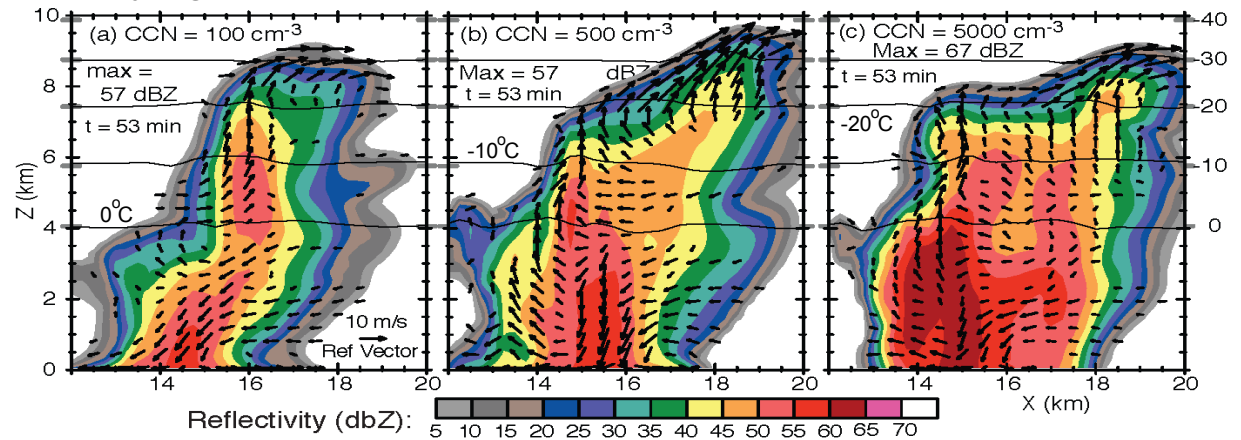 (a) CCN = 100 cm-3
max =
57 dBZ
t = 53 min
0°C
10 m/s
Ref Vector
(b) CCN = 500 cm-3
Max = 57 dBZ
t = 53 min
-10°C
(c) CCN = 5000 cm-3
Max = 67 dBZ
t = 53 min
-20°C
Z (km)
10
8
6
4
2
0
14 16 18 20
14 16 18 20
14 16 18 20
X (km)
-40
-30
20
10
0
Reflectivity (dbZ):
5 10 15 20 25 30 35 40 45 50 55 60 65 70